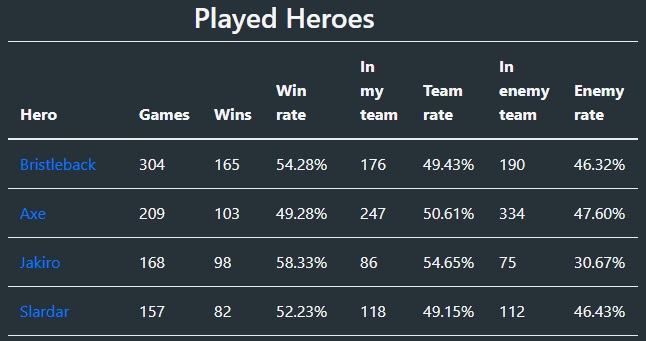 Played Heroes
Hero Games Wins Win rate In my team Team rate In enemy team Enemy rate
Bristleback 304 165 54.28% 176 49.43% 190 46.32%
Axe 209 103 49.28% 247 50.61% 334 47.60%
Jakiro 168 98 58.33% 86 54.65% 75 30.67%
Slardar 157 82 52.23% 118 49.15% 112 46.43%